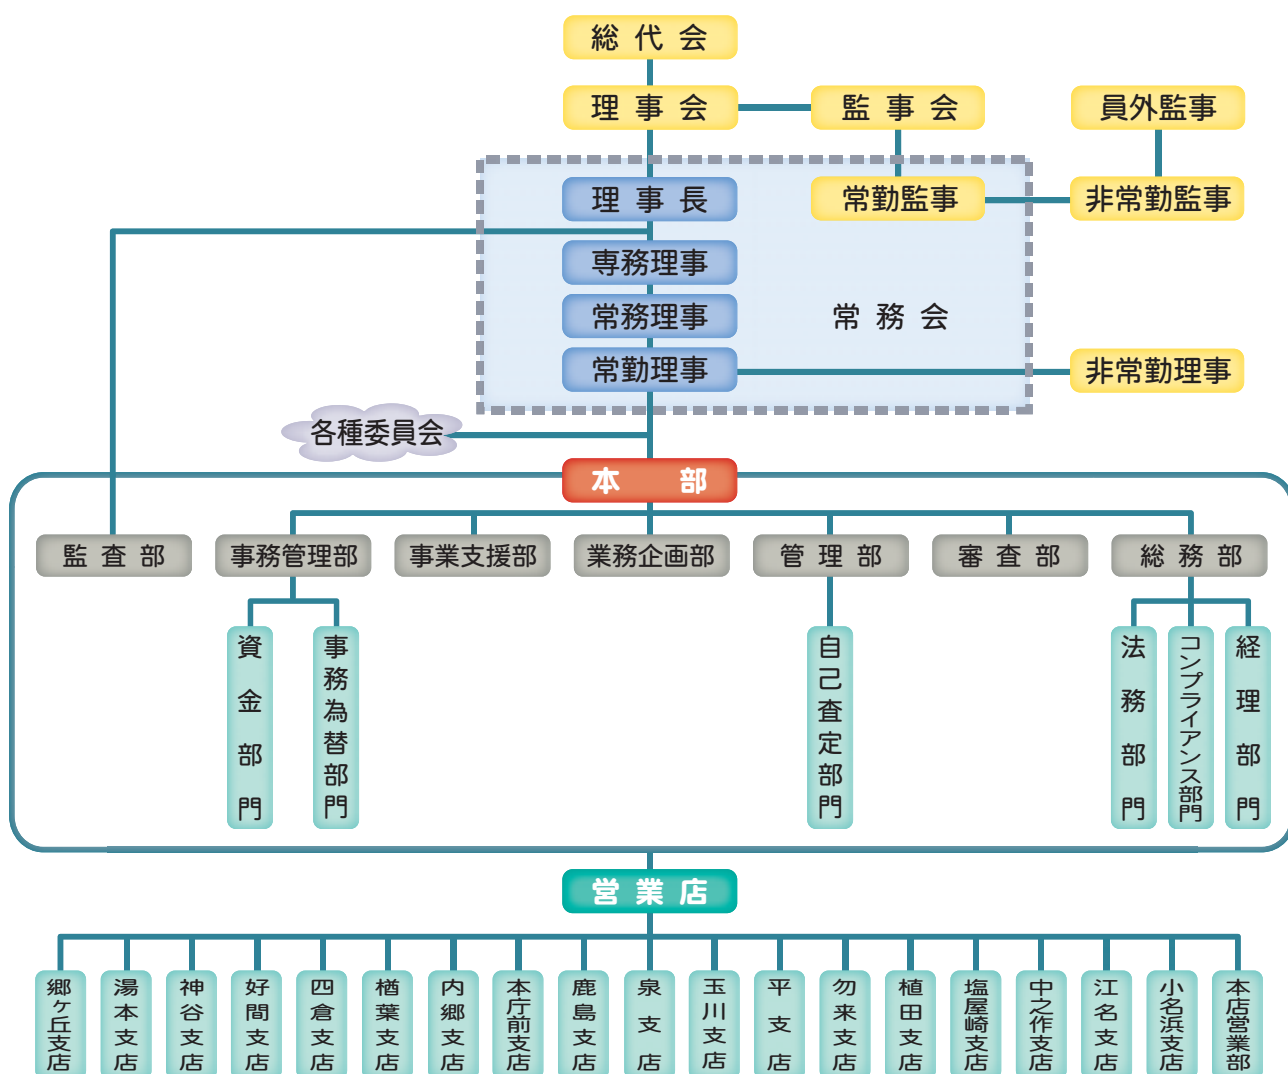 総代会
理事会
監事会
員外監事
理事長
常勤監事
非常勤監事
専務理事
常務理事
常務会
常勤理事
非常勤理事
各種委員会
本部
監査部
事務管理部
事業支援部
業務企画部
管理部
審査部
総務部
資金部門
事務為替部門
自己査定部門
法務部門
コンプライアンス部門
経理部門
営業店
郷ヶ丘支店
湯本支店
神谷支店
好間支店
四倉支店
楢葉支店
内郷支店
本庁前支店
鹿島支店
泉支店
玉川支店
平支店
勿来支店
植田支店
塩屋崎支店
中之作支店
江名支店
小名浜支店
本店営業部